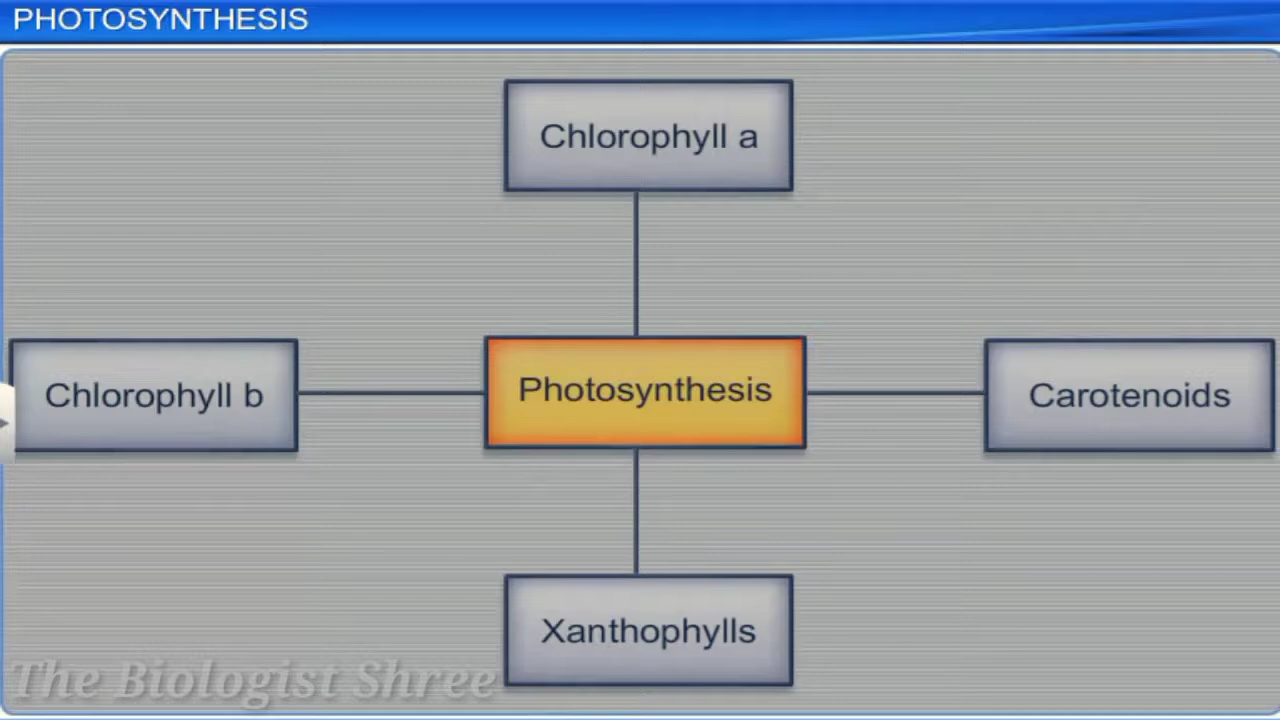 PHOTOSYNTHESIS
Chlorophyll a
Chlorophyll b
Photosynthesis
Carotenoids
Xanthophylls
The Biologist Shree